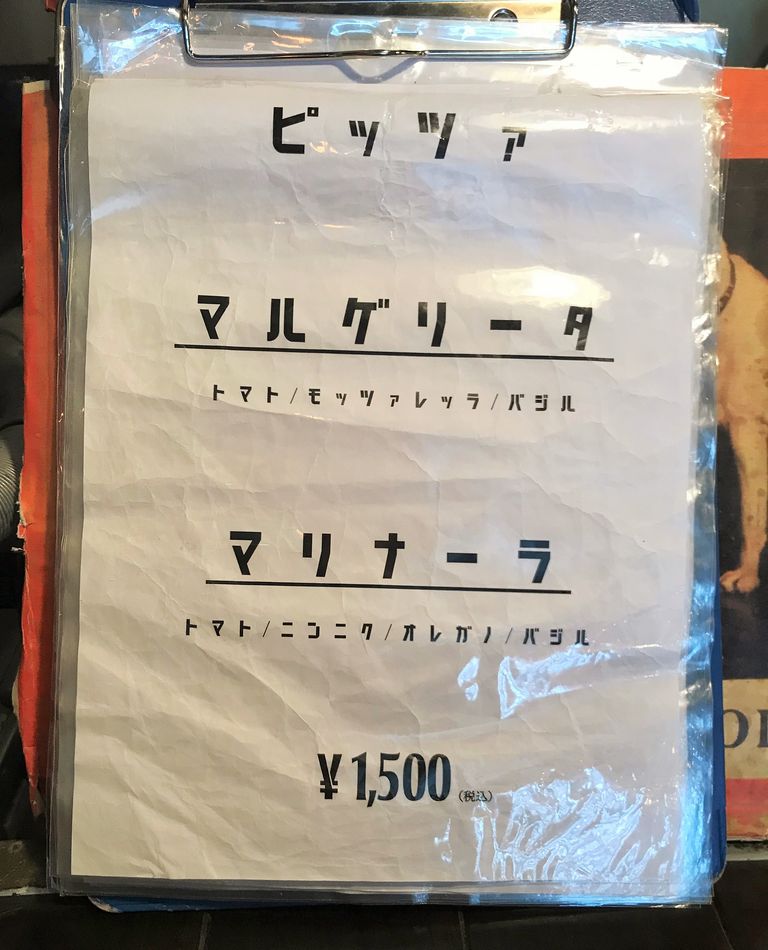 ピッツァ
マルゲリータ
トマト/モッツァレッラ/バジル
マリナーラ
トマト/ニンニク/オレガノ/バジル
¥1,500(税込)